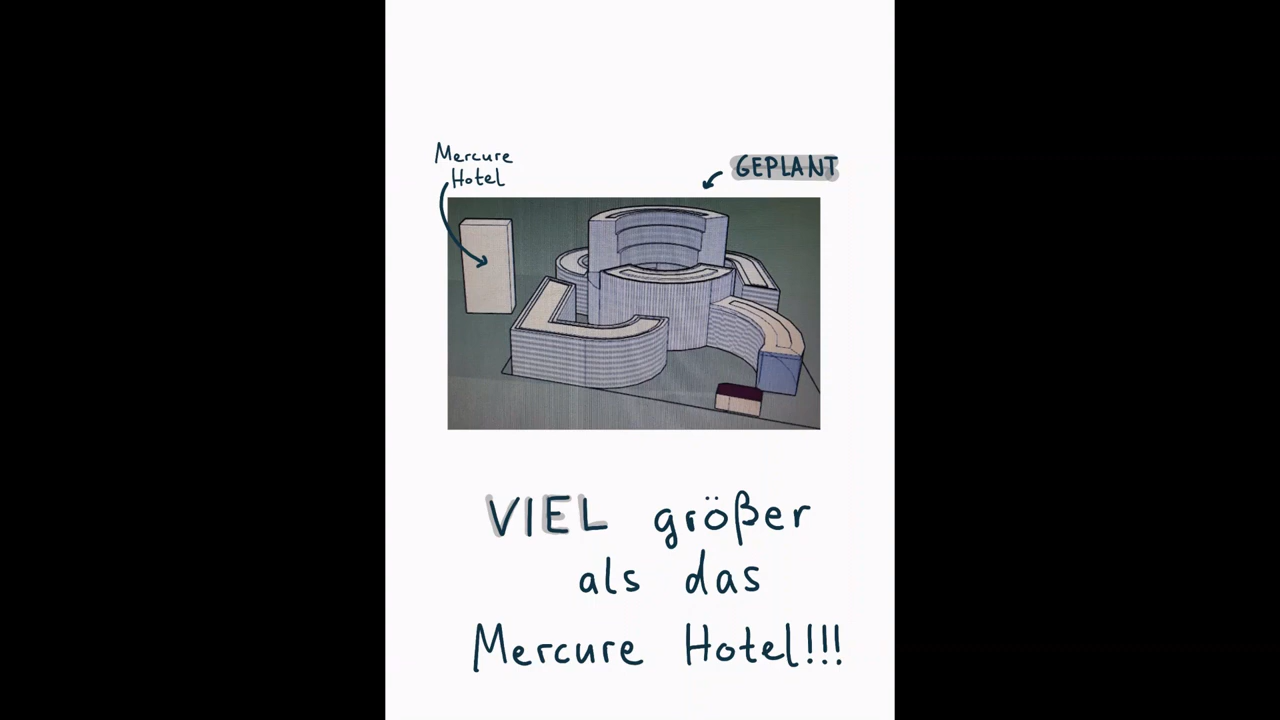 Mercure
Hotel
GEPLANT
VIEL größer
als das
Mercure Hotel!!!